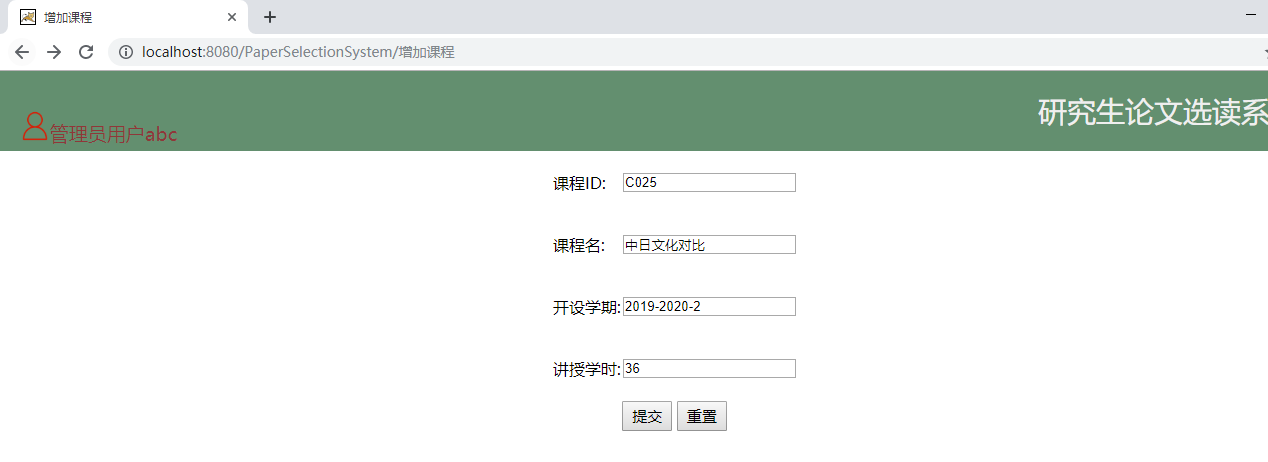 增加课程
localhost:8080/PaperSelectionSystem/增加课程
研究生论文选读系
管理员用户abc
课程ID: C025
课程名: 中日文化对比
开设学期: 2019-2020-2
讲授学时: 36
提交 重置